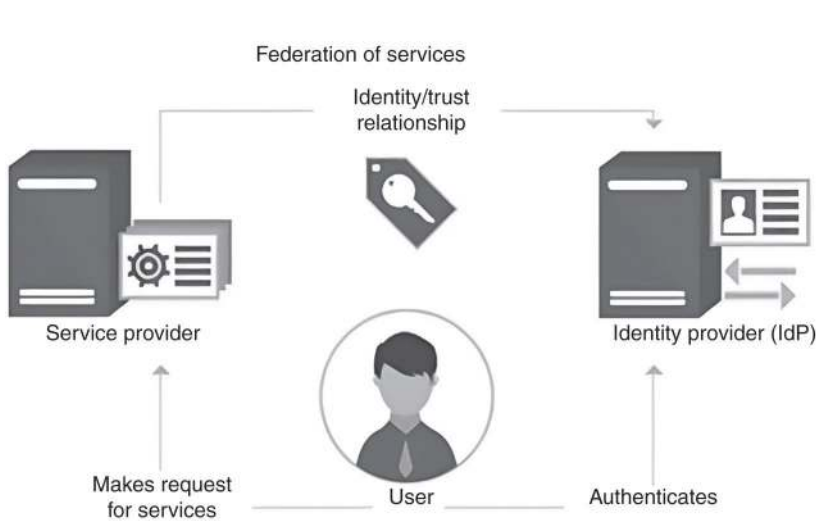 Federation of services
Identity/trust
relationship
Service provider
Identity provider (IdP)
Makes request
for services
User
Authenticates